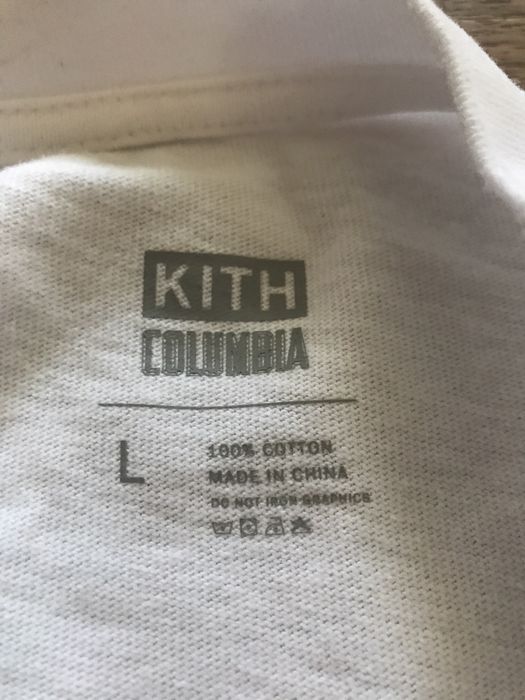 KITH
COLUMBIA
L
100% COTTON
MADE IN CHINA
DO NOT IRON GRAPHICS